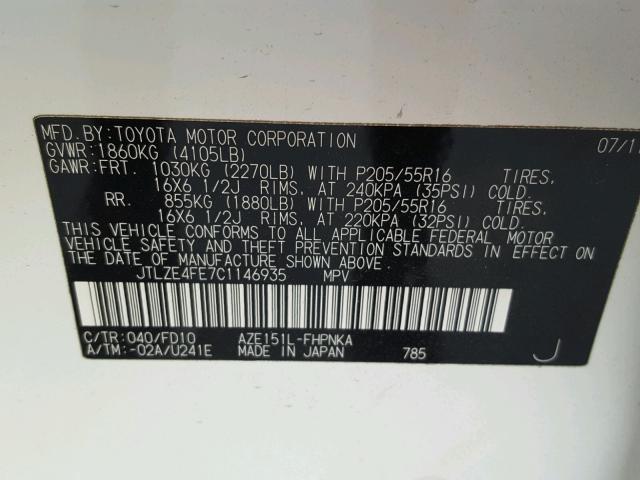 MFD.BY:TOYOTA MOTOR CORPORATION 07/11
GVWR:1860KG (4105LB)
GAWR:FRT. 1030KG (2270LB) WITH P205/55R16 TIRES,
16X6 1/2J RIMS, AT 240KPA (35PSI) COLD.
RR. 855KG (1880LB) WITH P205/55R16 TIRES,
16X6 1/2J RIMS, AT 220KPA (32PSI) COLD.
THIS VEHICLE CONFORMS TO ALL APPLICABLE FEDERAL MOTOR
VEHICLE SAFETY AND THEFT PREVENTION STANDARDS IN EFFECT ON
THE DATE OF MANUFACTURE SHOWN ABOVE.
JTLZE4FE7C1146935 MPV
C/TR:040/FD10 AZE151L-FHPNKA
A/TM:-02A/U241E MADE IN JAPAN 785 J